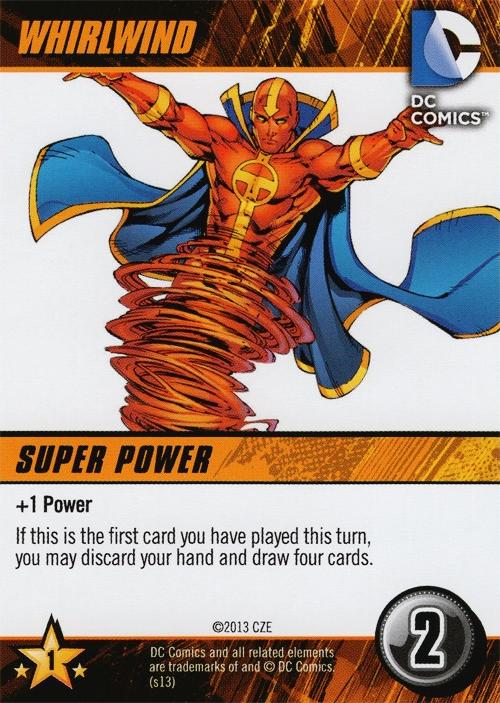 WHIRLWIND
DC
COMICS™
SUPER POWER
+1 Power
If this is the first card you have played this turn,
you may discard your hand and draw four cards.
©2013 CZE
1
DC Comics and all related elements
are trademarks of and © DC Comics.
(s13)
2